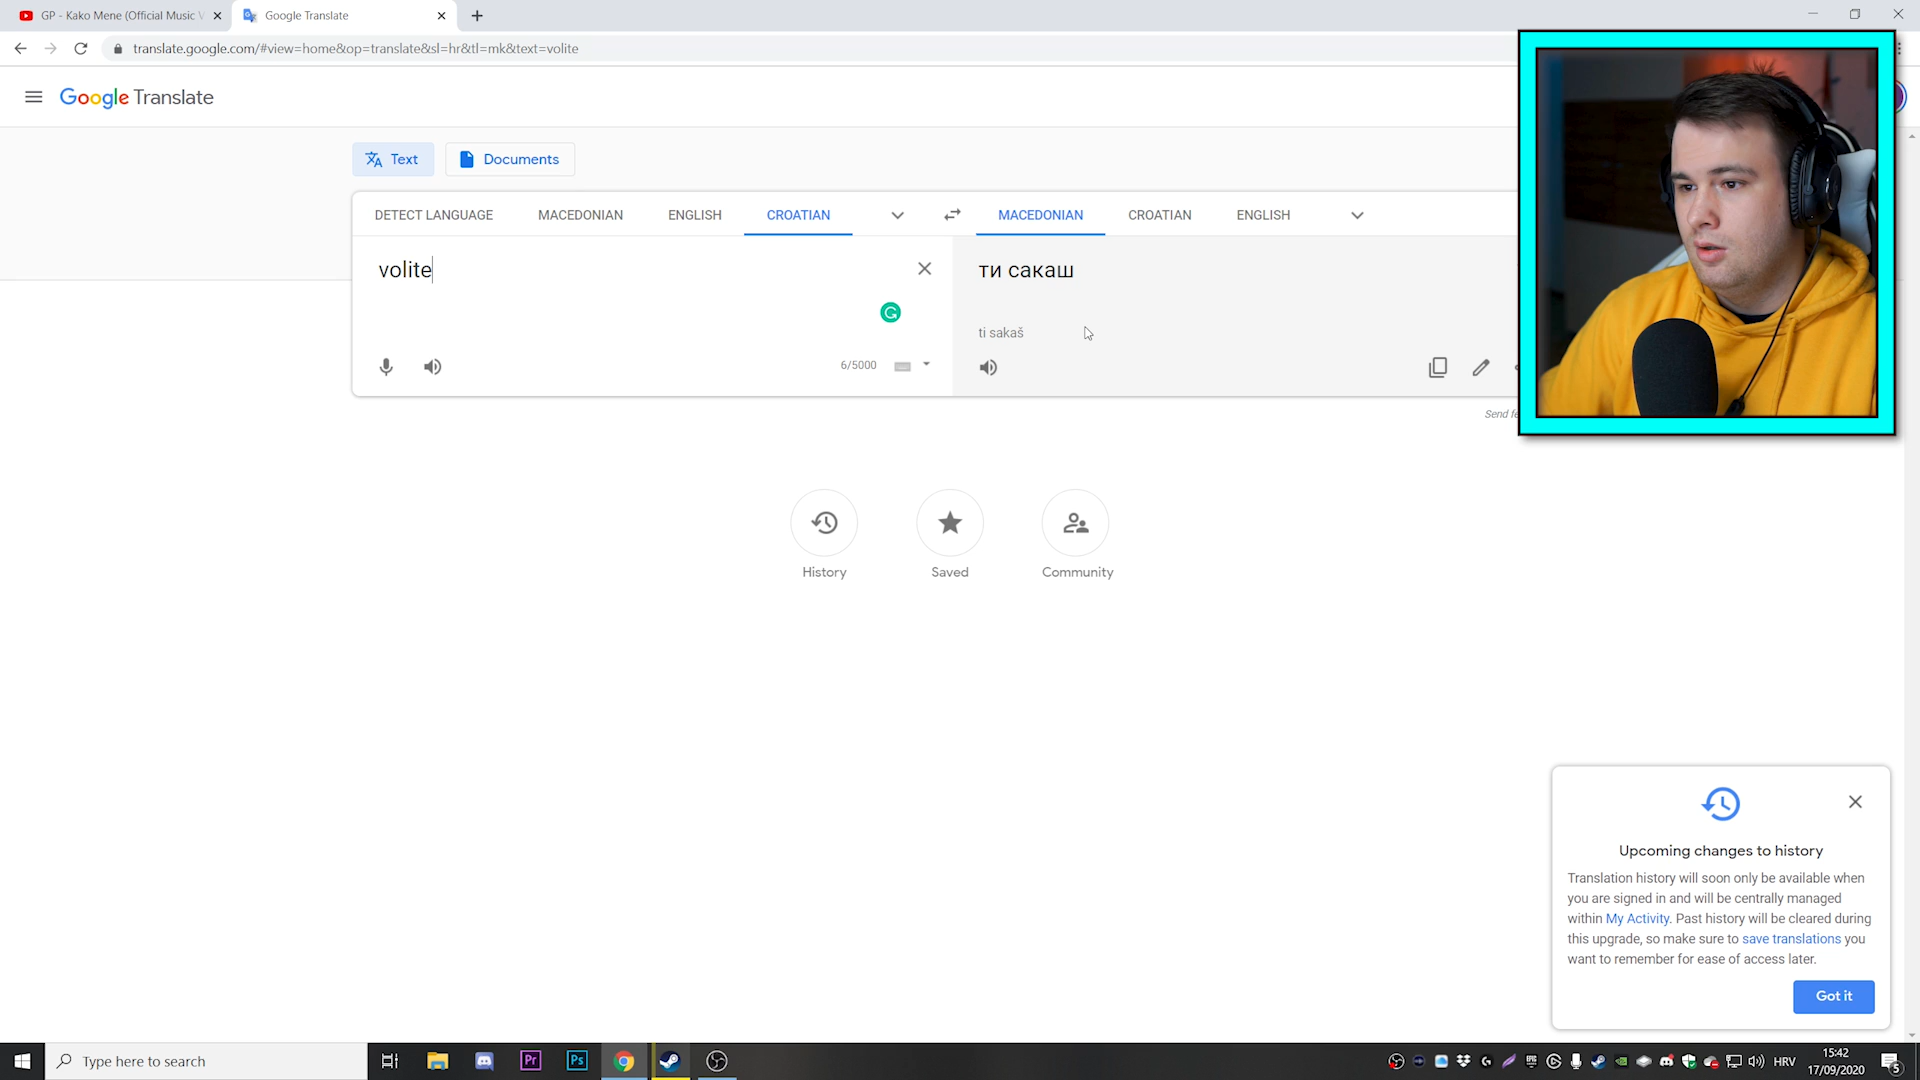 GP - Kako Mene (Official Music V
Google Translate
translate.google.com/#view=home&op=translate&sl=hr&tl=mk&text=volite
Google Translate
Text
Documents
DETECT LANGUAGE
MACEDONIAN
ENGLISH
CROATIAN
MACEDONIAN
CROATIAN
ENGLISH
volite
ти сакаш
ti sakaš
6/5000
Send fe
History
Saved
Community
Upcoming changes to history
Translation history will soon only be available when
you are signed in and will be centrally managed
within My Activity. Past history will be cleared during
this upgrade, so make sure to save translations you
want to remember for ease of access later.
Got it
Type here to search
Pr
Ps
HRV
15:42
17/09/2020
5